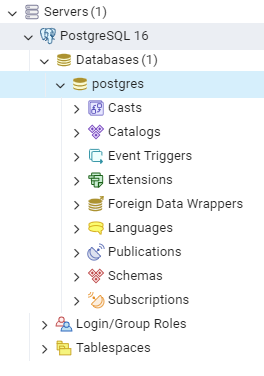 Servers (1)
PostgreSQL 16
Databases (1)
postgres
Casts
Catalogs
Event Triggers
Extensions
Foreign Data Wrappers
Languages
Publications
Schemas
Subscriptions
Login/Group Roles
Tablespaces